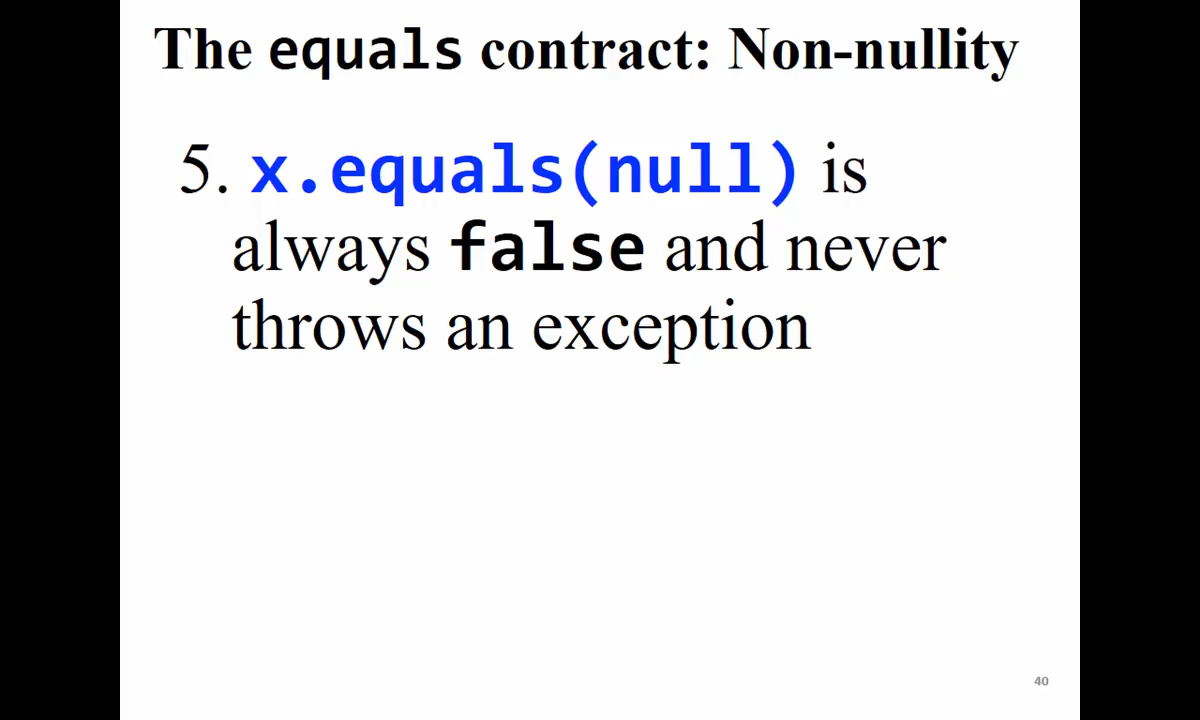 The equals contract: Non-nullity
5. x.equals(null) is
always false and never
throws an exception
40